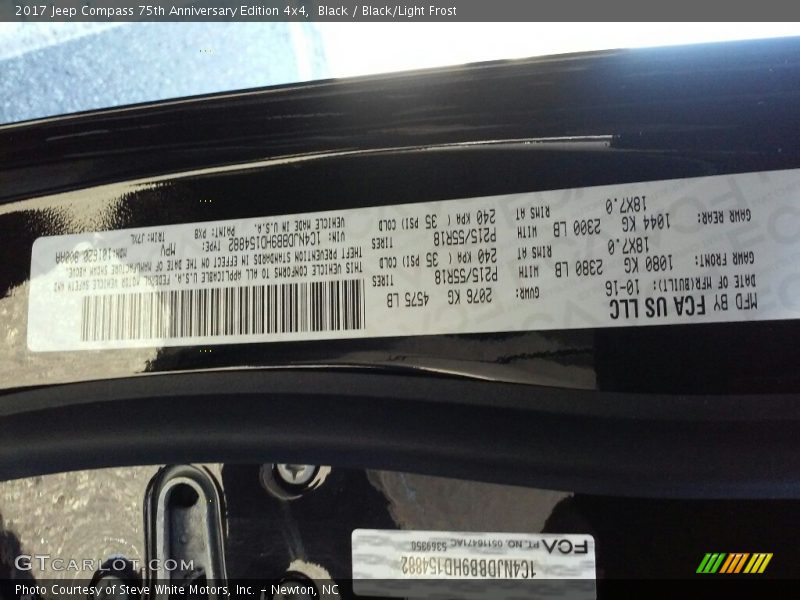 2017 Jeep Compass 75th Anniversary Edition 4x4, Black / Black/Light Frost
MFD BY FCA US LLC
DATE OF MFR(BUILT): 10-16
GVWR: 2076 KG 4575 LB
GAWR FRONT: 1080 KG 2380 LB WITH P215/55R18 TIRES
18X7.0 RIMS AT 240 KPA ( 35 PSI) COLD
GAWR REAR: 1044 KG 2300 LB WITH P215/55R18 TIRES
18X7.0 RIMS AT 240 KPA ( 35 PSI) COLD
THIS VEHICLE CONFORMS TO ALL APPLICABLE U.S.A. FEDERAL MOTOR VEHICLE SAFETY AND
THEFT PREVENTION STANDARDS IN EFFECT ON THE DATE OF MANUFACTURE SHOWN ABOVE.
VIN: 1C4NJDBB9HD154882 TYPE: MPV
VEHICLE MADE IN U.S.A. PAINT: PX8 TRIM:
FCA PT. NO. 05116471AC
5369350
1C4NJDBB9HD154882
GTCarLot.com
Photo Courtesy of Steve White Motors, Inc. - Newton, NC